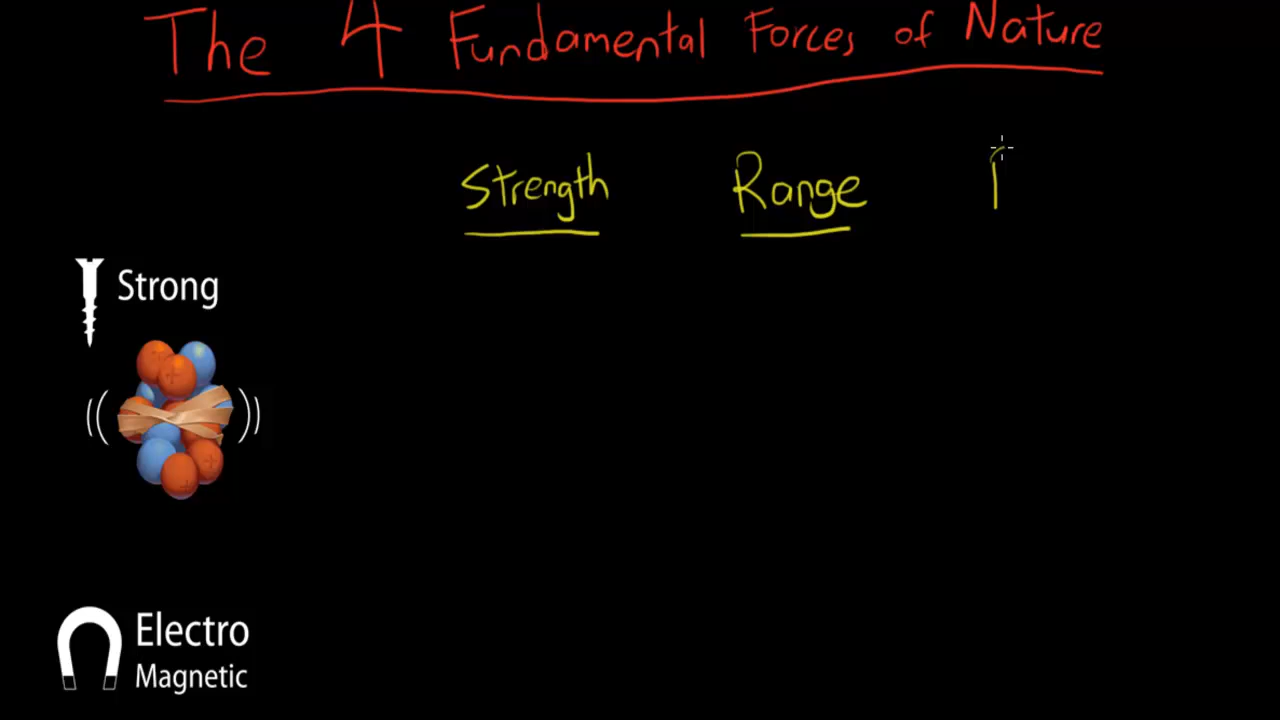 The 4 Fundamental Forces of Nature
Strength Range
Strong
Electro
Magnetic